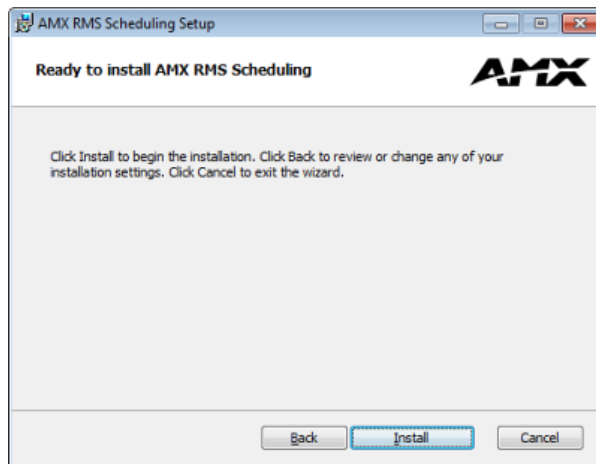 AMX RMS Scheduling Setup
Ready to install AMX RMS Scheduling
AMX
Click Install to begin the installation. Click Back to review or change any of your
installation settings. Click Cancel to exit the wizard.
Back
Install
Cancel